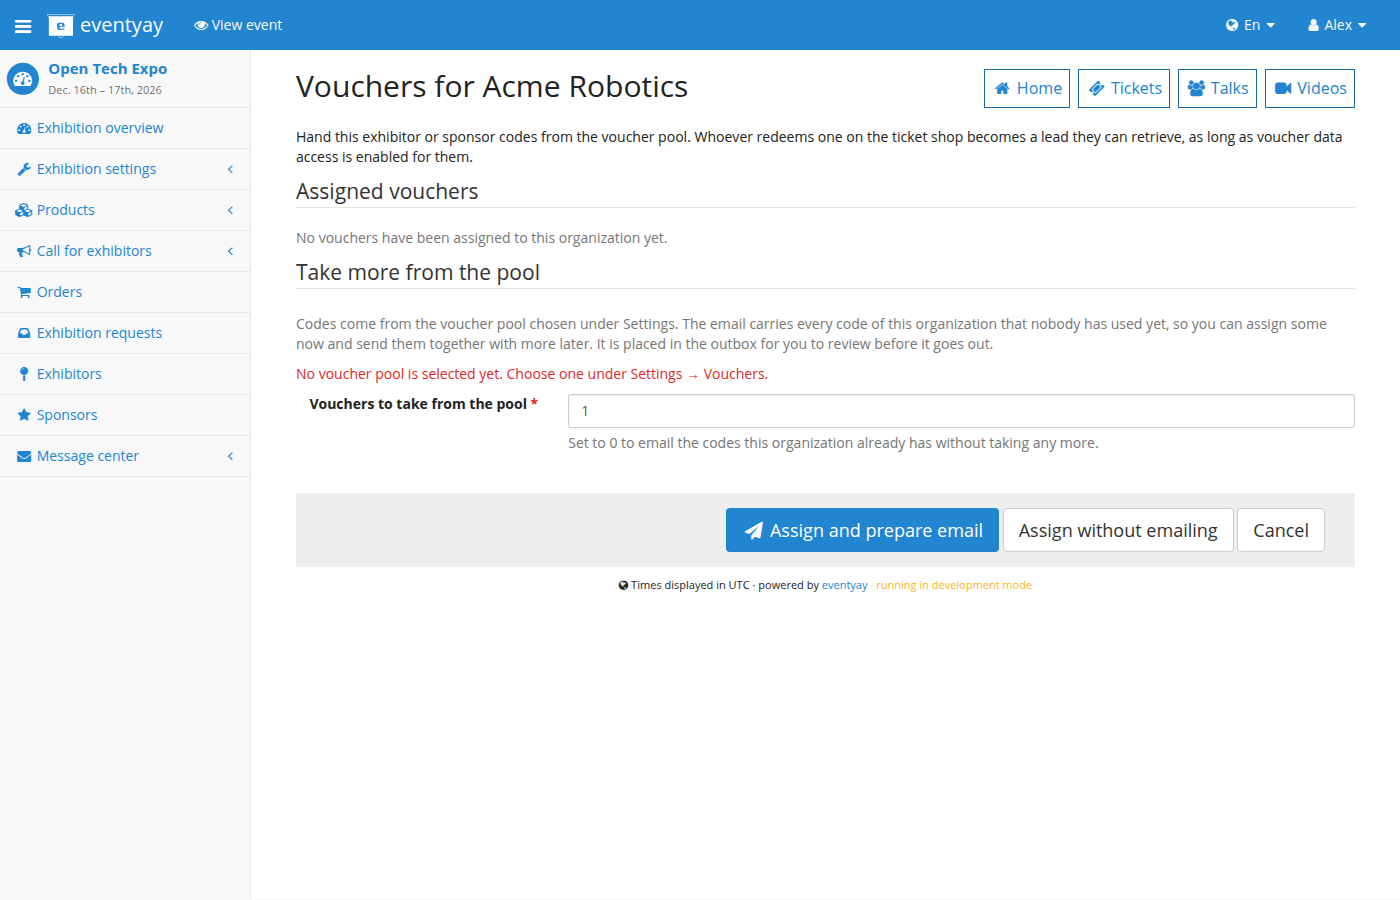 eventyay
View event
En
Alex
Open Tech Expo
Dec. 16th – 17th, 2026
Exhibition overview
Exhibition settings
Products
Call for exhibitors
Orders
Exhibition requests
Exhibitors
Sponsors
Message center
Vouchers for Acme Robotics
Home
Tickets
Talks
Videos
Hand this exhibitor or sponsor codes from the voucher pool. Whoever redeems one on the ticket shop becomes a lead they can retrieve, as long as voucher data
access is enabled for them.
Assigned vouchers
No vouchers have been assigned to this organization yet.
Take more from the pool
Codes come from the voucher pool chosen under Settings. The email carries every code of this organization that nobody has used yet, so you can assign some
now and send them together with more later. It is placed in the outbox for you to review before it goes out.
No voucher pool is selected yet. Choose one under Settings → Vouchers.
Vouchers to take from the pool *
1
Set to 0 to email the codes this organization already has without taking any more.
Assign and prepare email
Assign without emailing
Cancel
Times displayed in UTC · powered by eventyay · running in development mode